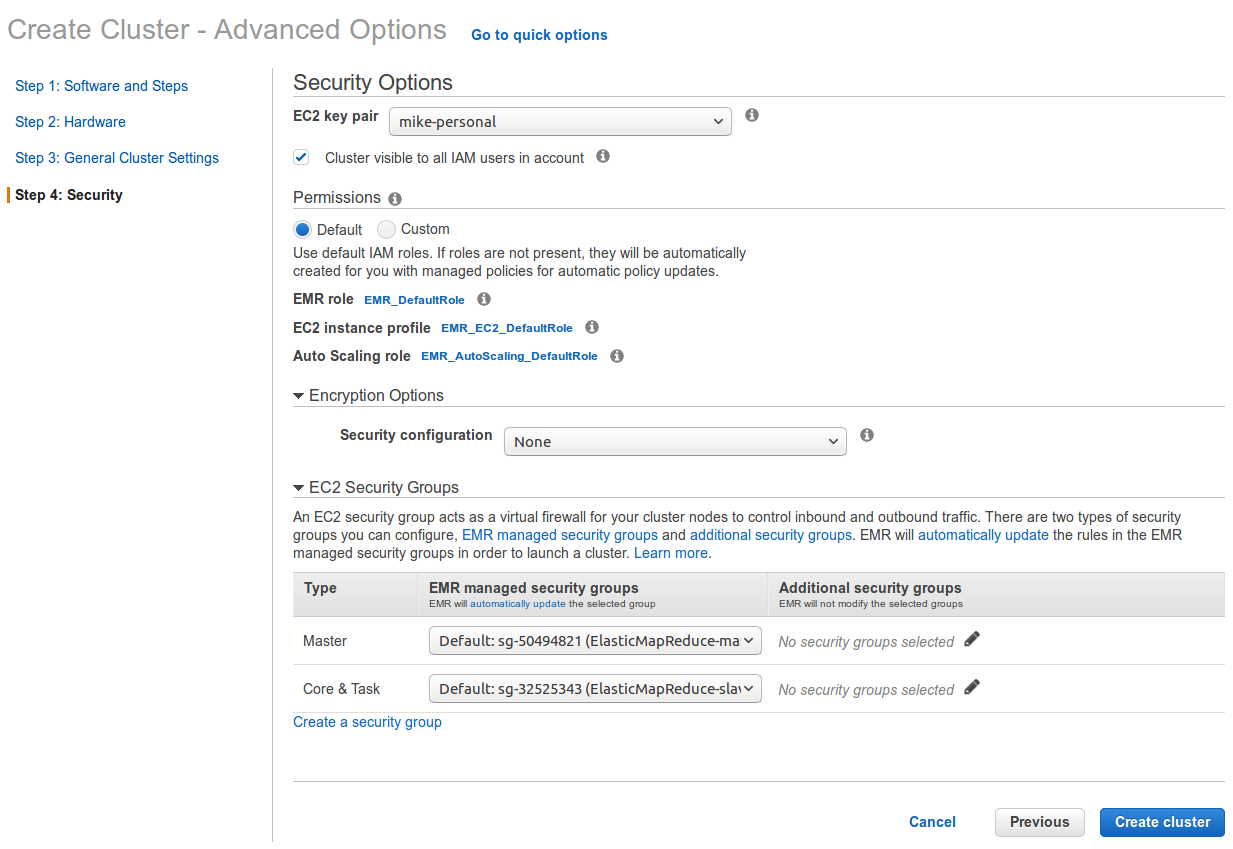 Create Cluster - Advanced Options Go to quick options
Step 1: Software and Steps
Step 2: Hardware
Step 3: General Cluster Settings
Step 4: Security
Security Options
EC2 key pair mike-personal
Cluster visible to all IAM users in account
Permissions
Default Custom
Use default IAM roles. If roles are not present, they will be automatically
created for you with managed policies for automatic policy updates.
EMR role EMR_DefaultRole
EC2 instance profile EMR_EC2_DefaultRole
Auto Scaling role EMR_AutoScaling_DefaultRole
Encryption Options
Security configuration None
EC2 Security Groups
An EC2 security group acts as a virtual firewall for your cluster nodes to control inbound and outbound traffic. There are two types of security
groups you can configure, EMR managed security groups and additional security groups. EMR will automatically update the rules in the EMR
managed security groups in order to launch a cluster. Learn more.
Type EMR managed security groups Additional security groups
EMR will automatically update the selected group EMR will not modify the selected groups
Master Default: sg-50494821 (ElasticMapReduce-ma No security groups selected
Core & Task Default: sg-32525343 (ElasticMapReduce-slav No security groups selected
Create a security group
Cancel Previous Create cluster